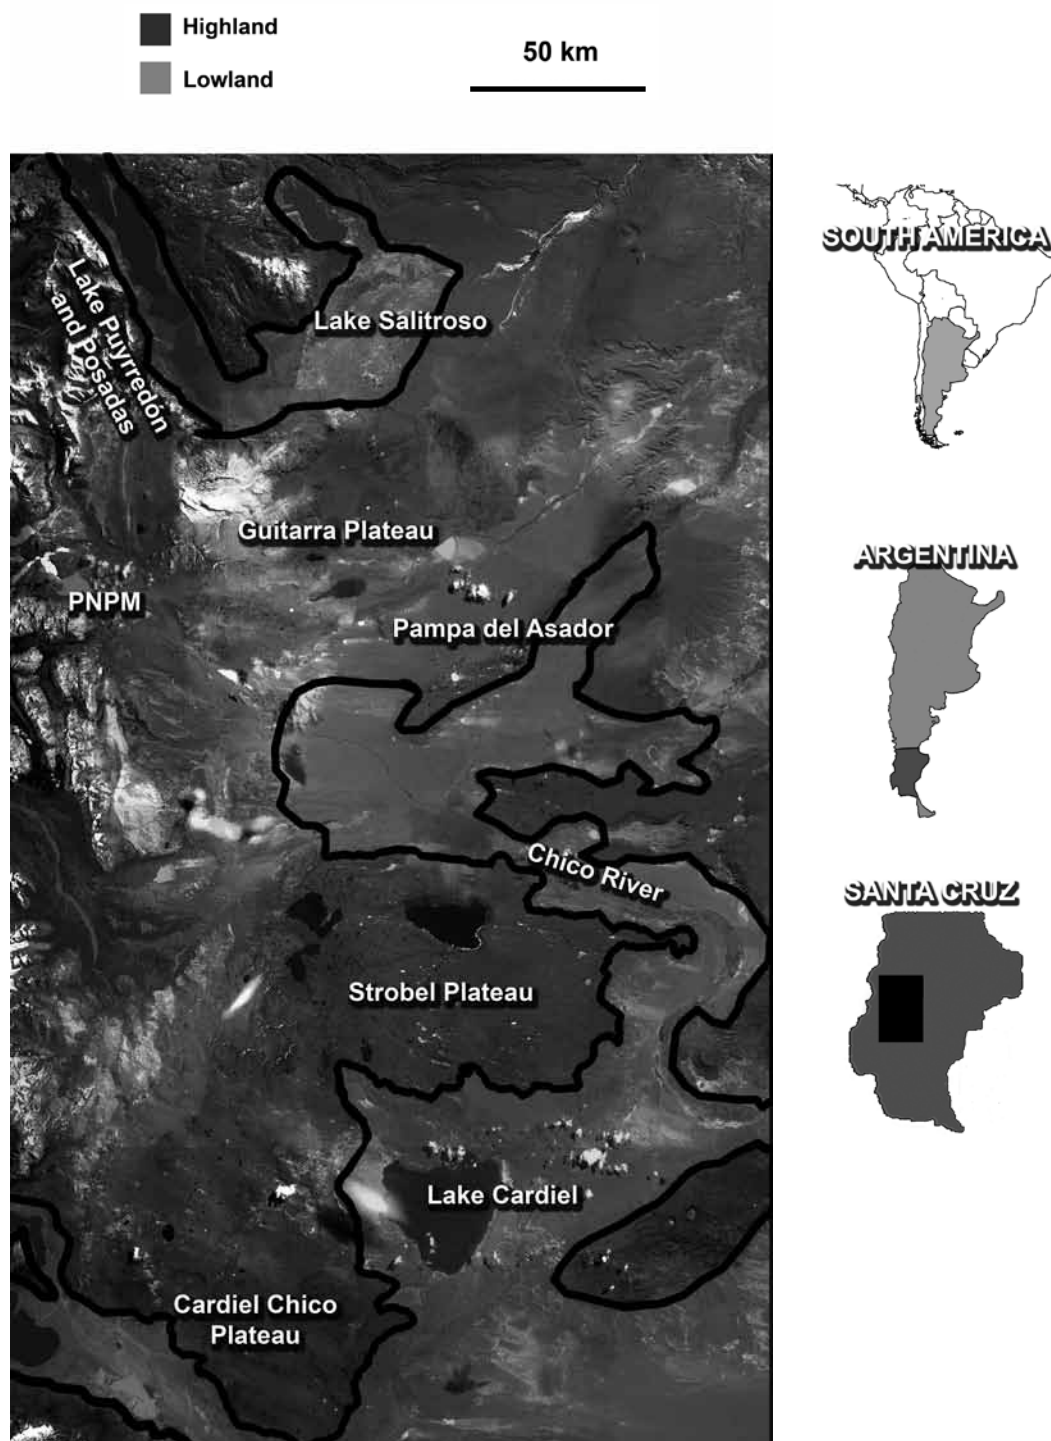 Highland
Lowland
50 km
Lake Puyrredón
and Posadas
Lake Salitroso
Guitarra Plateau
PNPM
Pampa del Asador
Chico River
Strobel Plateau
Lake Cardiel
Cardiel Chico
Plateau
SOUTH AMERICA
ARGENTINA
SANTA CRUZ